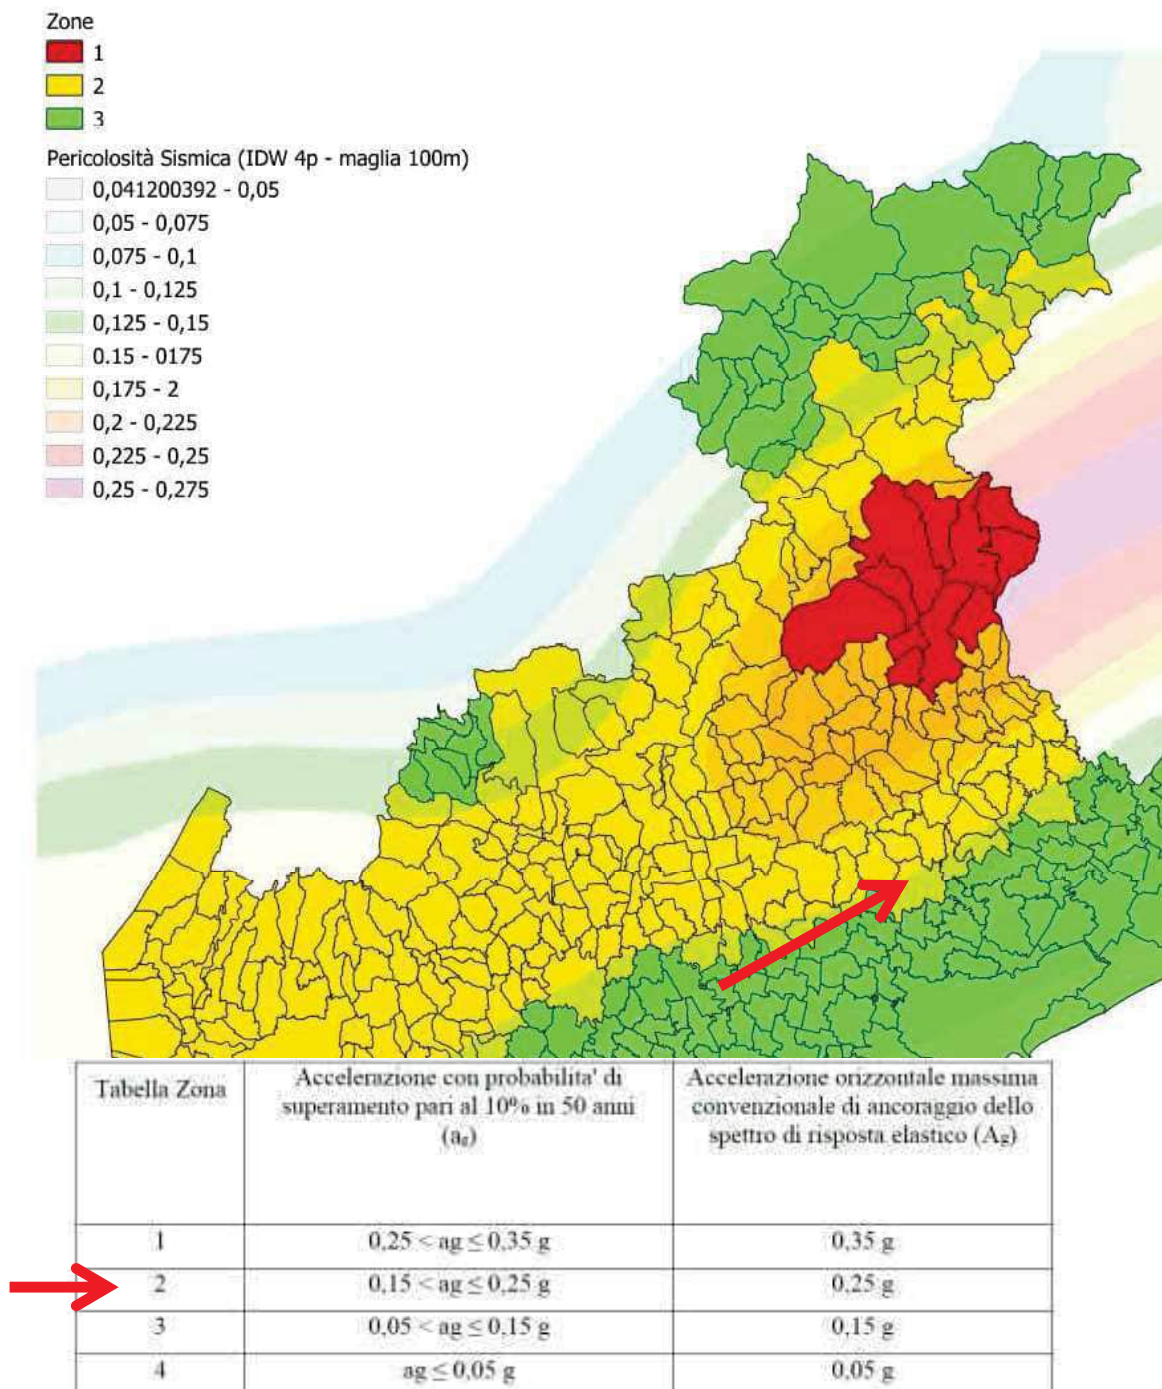 Zone
1
2
3
Pericolosità Sismica (IDW 4p - maglia 100m)
0,041200392 - 0,05
0,05 - 0,075
0,075 - 0,1
0,1 - 0,125
0,125 - 0,15
0.15 - 0175
0,175 - 2
0,2 - 0,225
0,225 - 0,25
0,25 - 0,275
Tabella Zona
Accelerazione con probabilita' di
superamento pari al 10% in 50 anni
(ag)
Accelerazione orizzontale massima
convenzionale di ancoraggio dello
spettro di risposta elastico (Ag)
1
0,25 < ag ≤ 0,35 g
0,35 g
2
0,15 < ag ≤ 0,25 g
0,25 g
3
0,05 < ag ≤ 0,15 g
0,15 g
4
ag ≤ 0,05 g
0,05 g